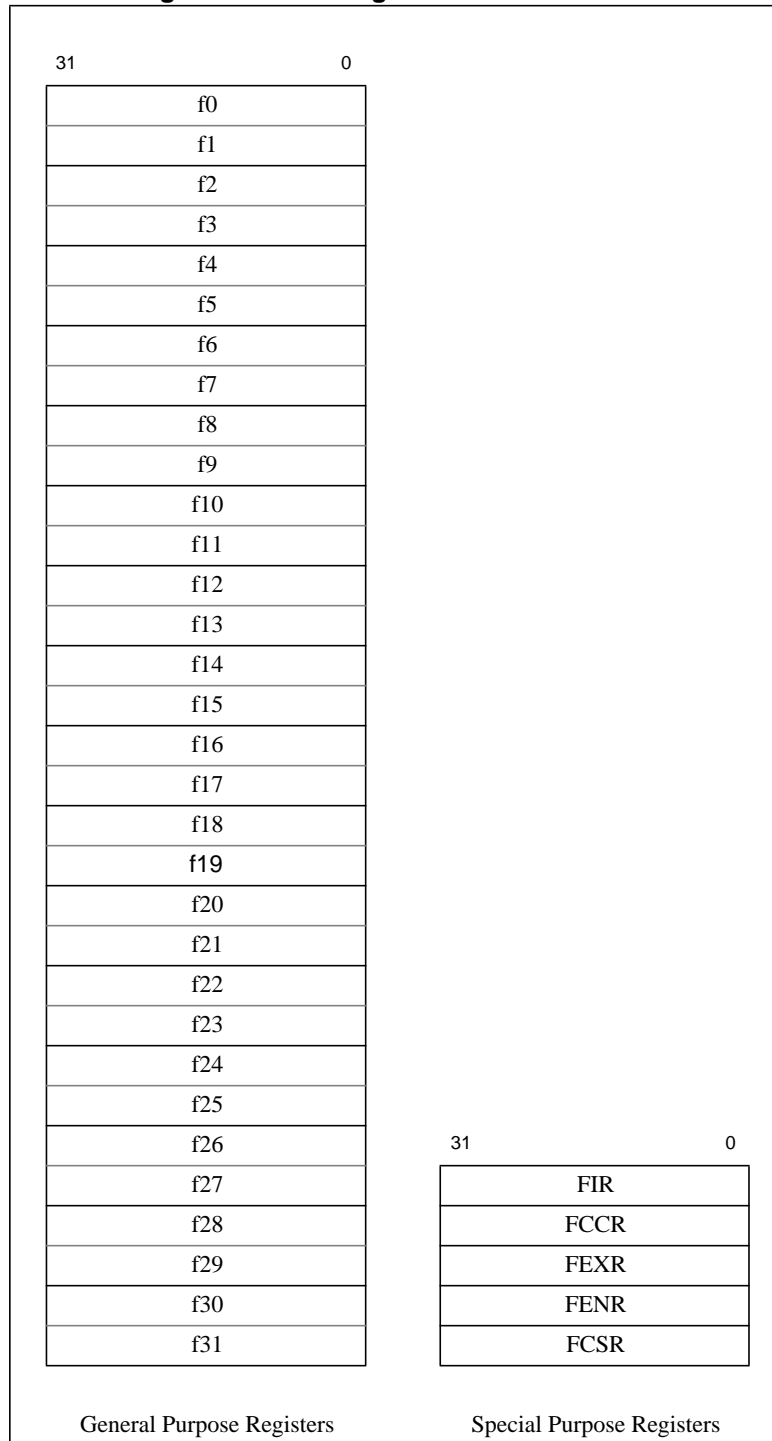 31 0
f0
f1
f2
f3
f4
f5
f6
f7
f8
f9
f10
f11
f12
f13
f14
f15
f16
f17
f18
f19
f20
f21
f22
f23
f24
f25
f26
f27
f28
f29
f30
f31
General Purpose Registers
31 0
FIR
FCCR
FEXR
FENR
FCSR
Special Purpose Registers